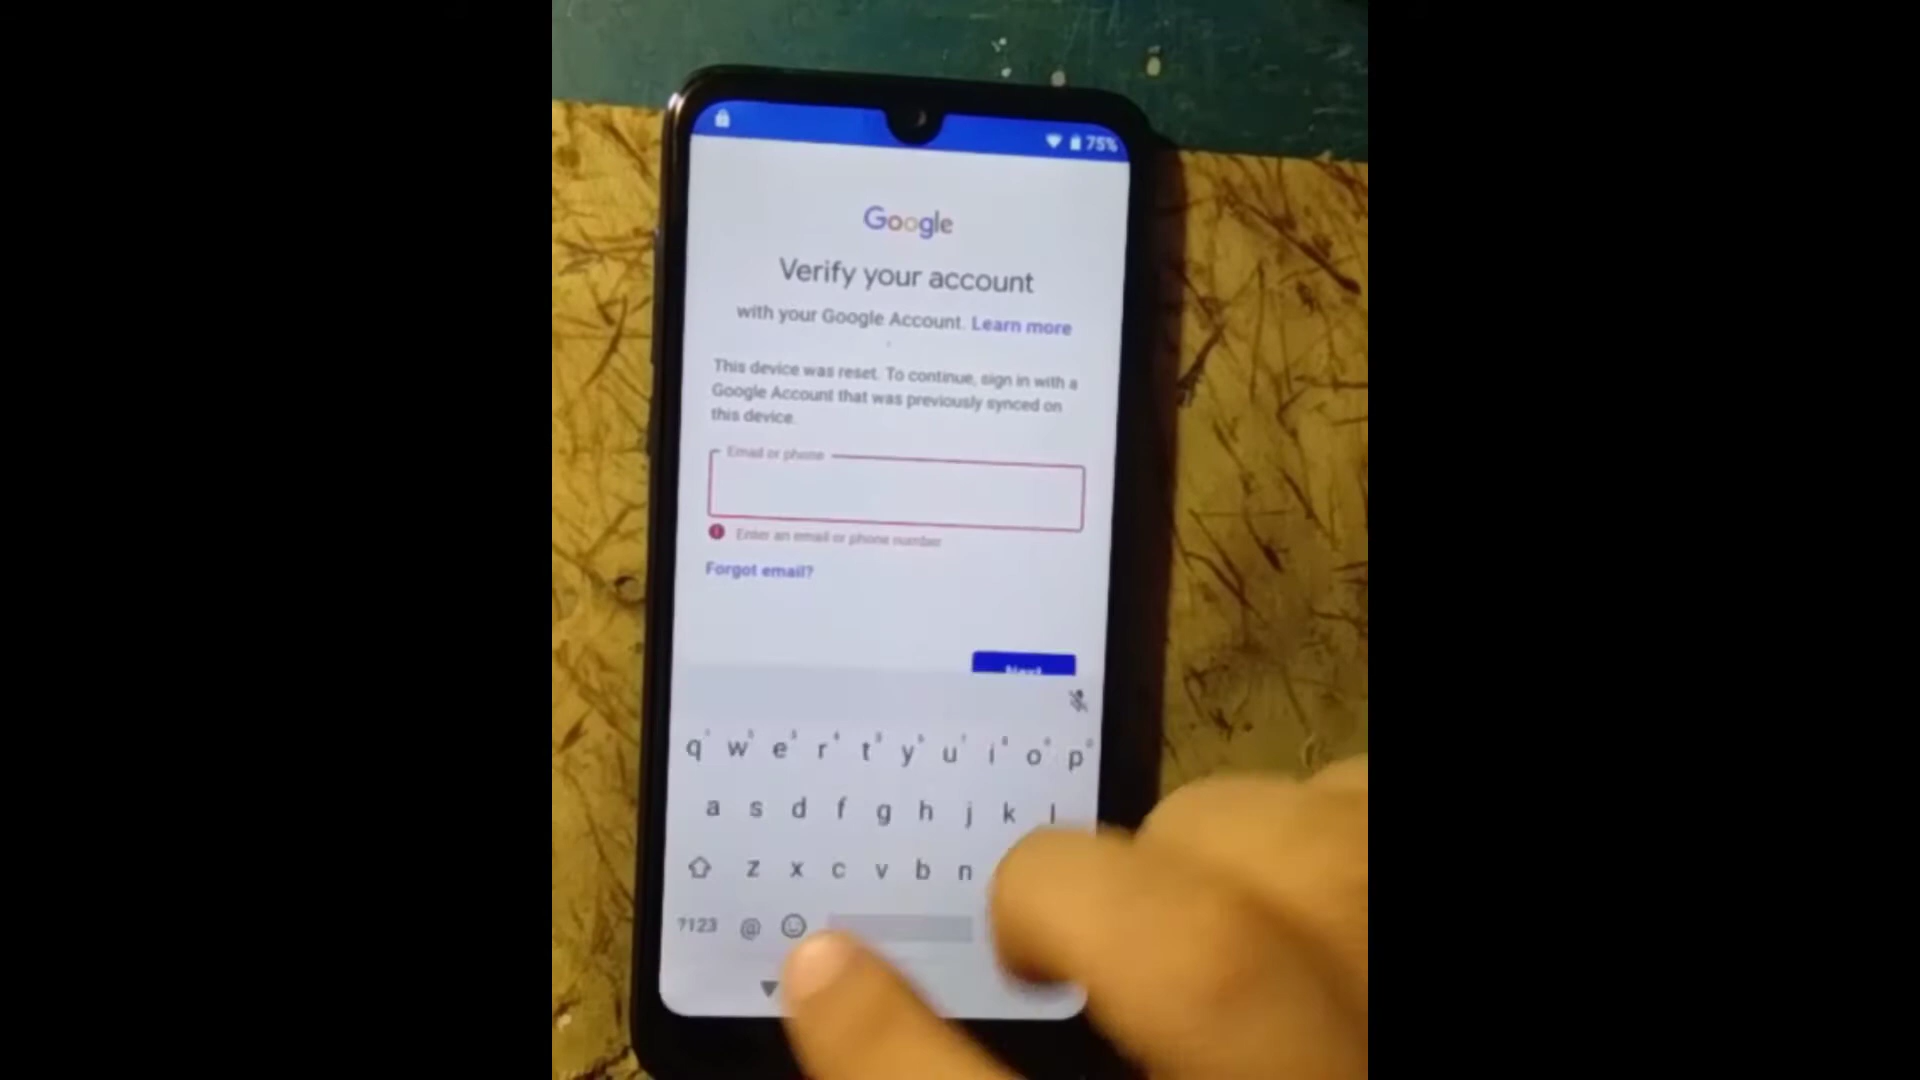 75%
Google
Verify your account
with your Google Account. Learn more
This device was reset. To continue, sign in with a
Google Account that was previously synced on
this device.
Email or phone
Enter an email or phone number
Forgot email?
Next
q w e r t y u i o p
a s d f g h j k l
z x c v b n
?123 @